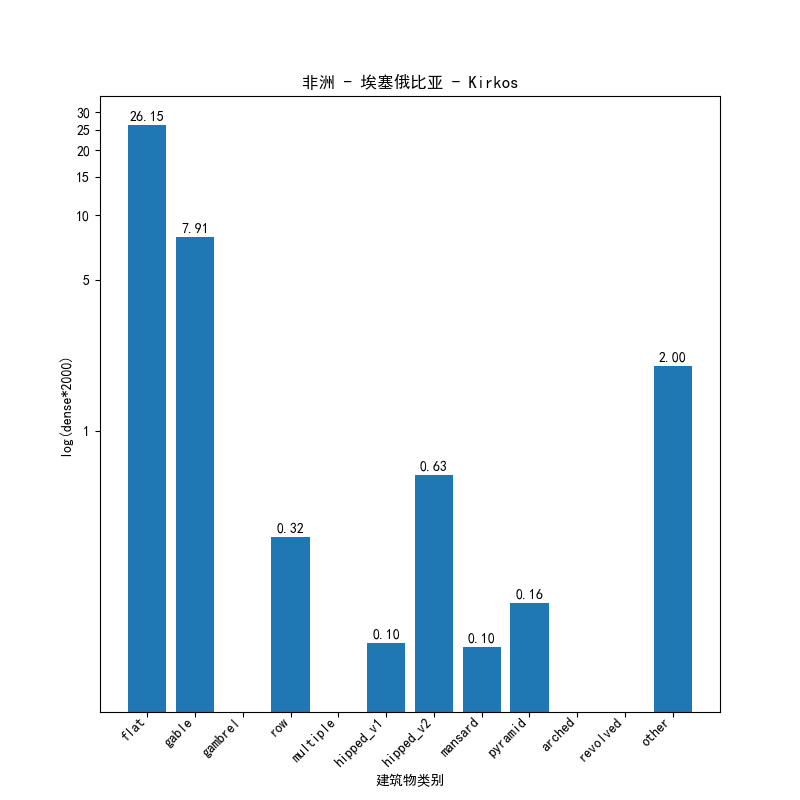 非洲 - 埃塞俄比亚 - Kirkos
30
25
20
15
10
5
1
log(dense*2000)
26.15
7.91
0.32
0.10
0.63
0.10
0.16
2.00
flat
gable
gambrel
row
multiple
hipped_v1
hipped_v2
mansard
pyramid
arched
revolved
other
建筑物类别